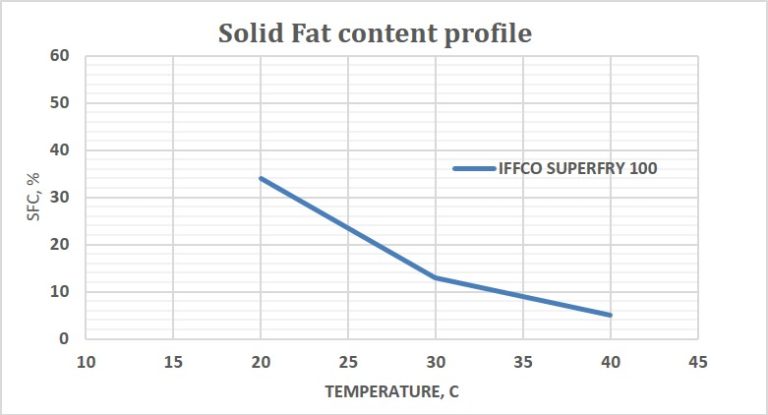 Solid Fat content profile
60
50
40
30
20
10
0
SFC, %
IFFCO SUPERFRY 100
10 15 20 25 30 35 40 45
TEMPERATURE, C